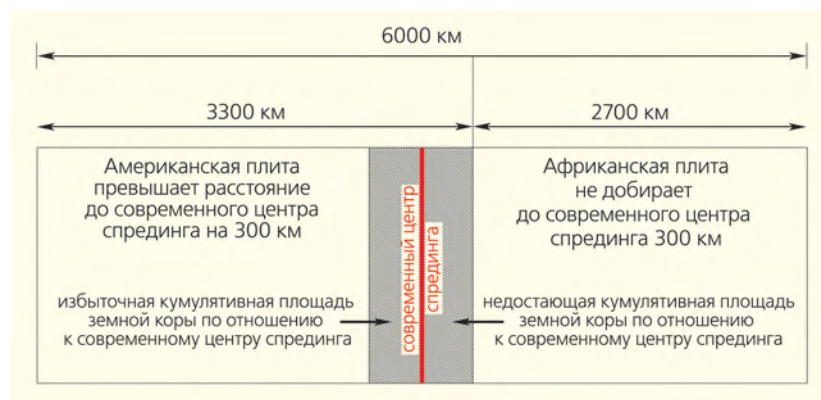 6000 км
3300 км
2700 км
Американская плита
превышает расстояние
до современного центра
спрединга на 300 км
Африканская плита
не добирает
до современного центра
спрединга 300 км
современный центр
спрединга
избыточная кумулятивная площадь
земной коры по отношению
к современному центру спрединга
недостающая кумулятивная площадь
земной коры по отношению
к современному центру спрединга